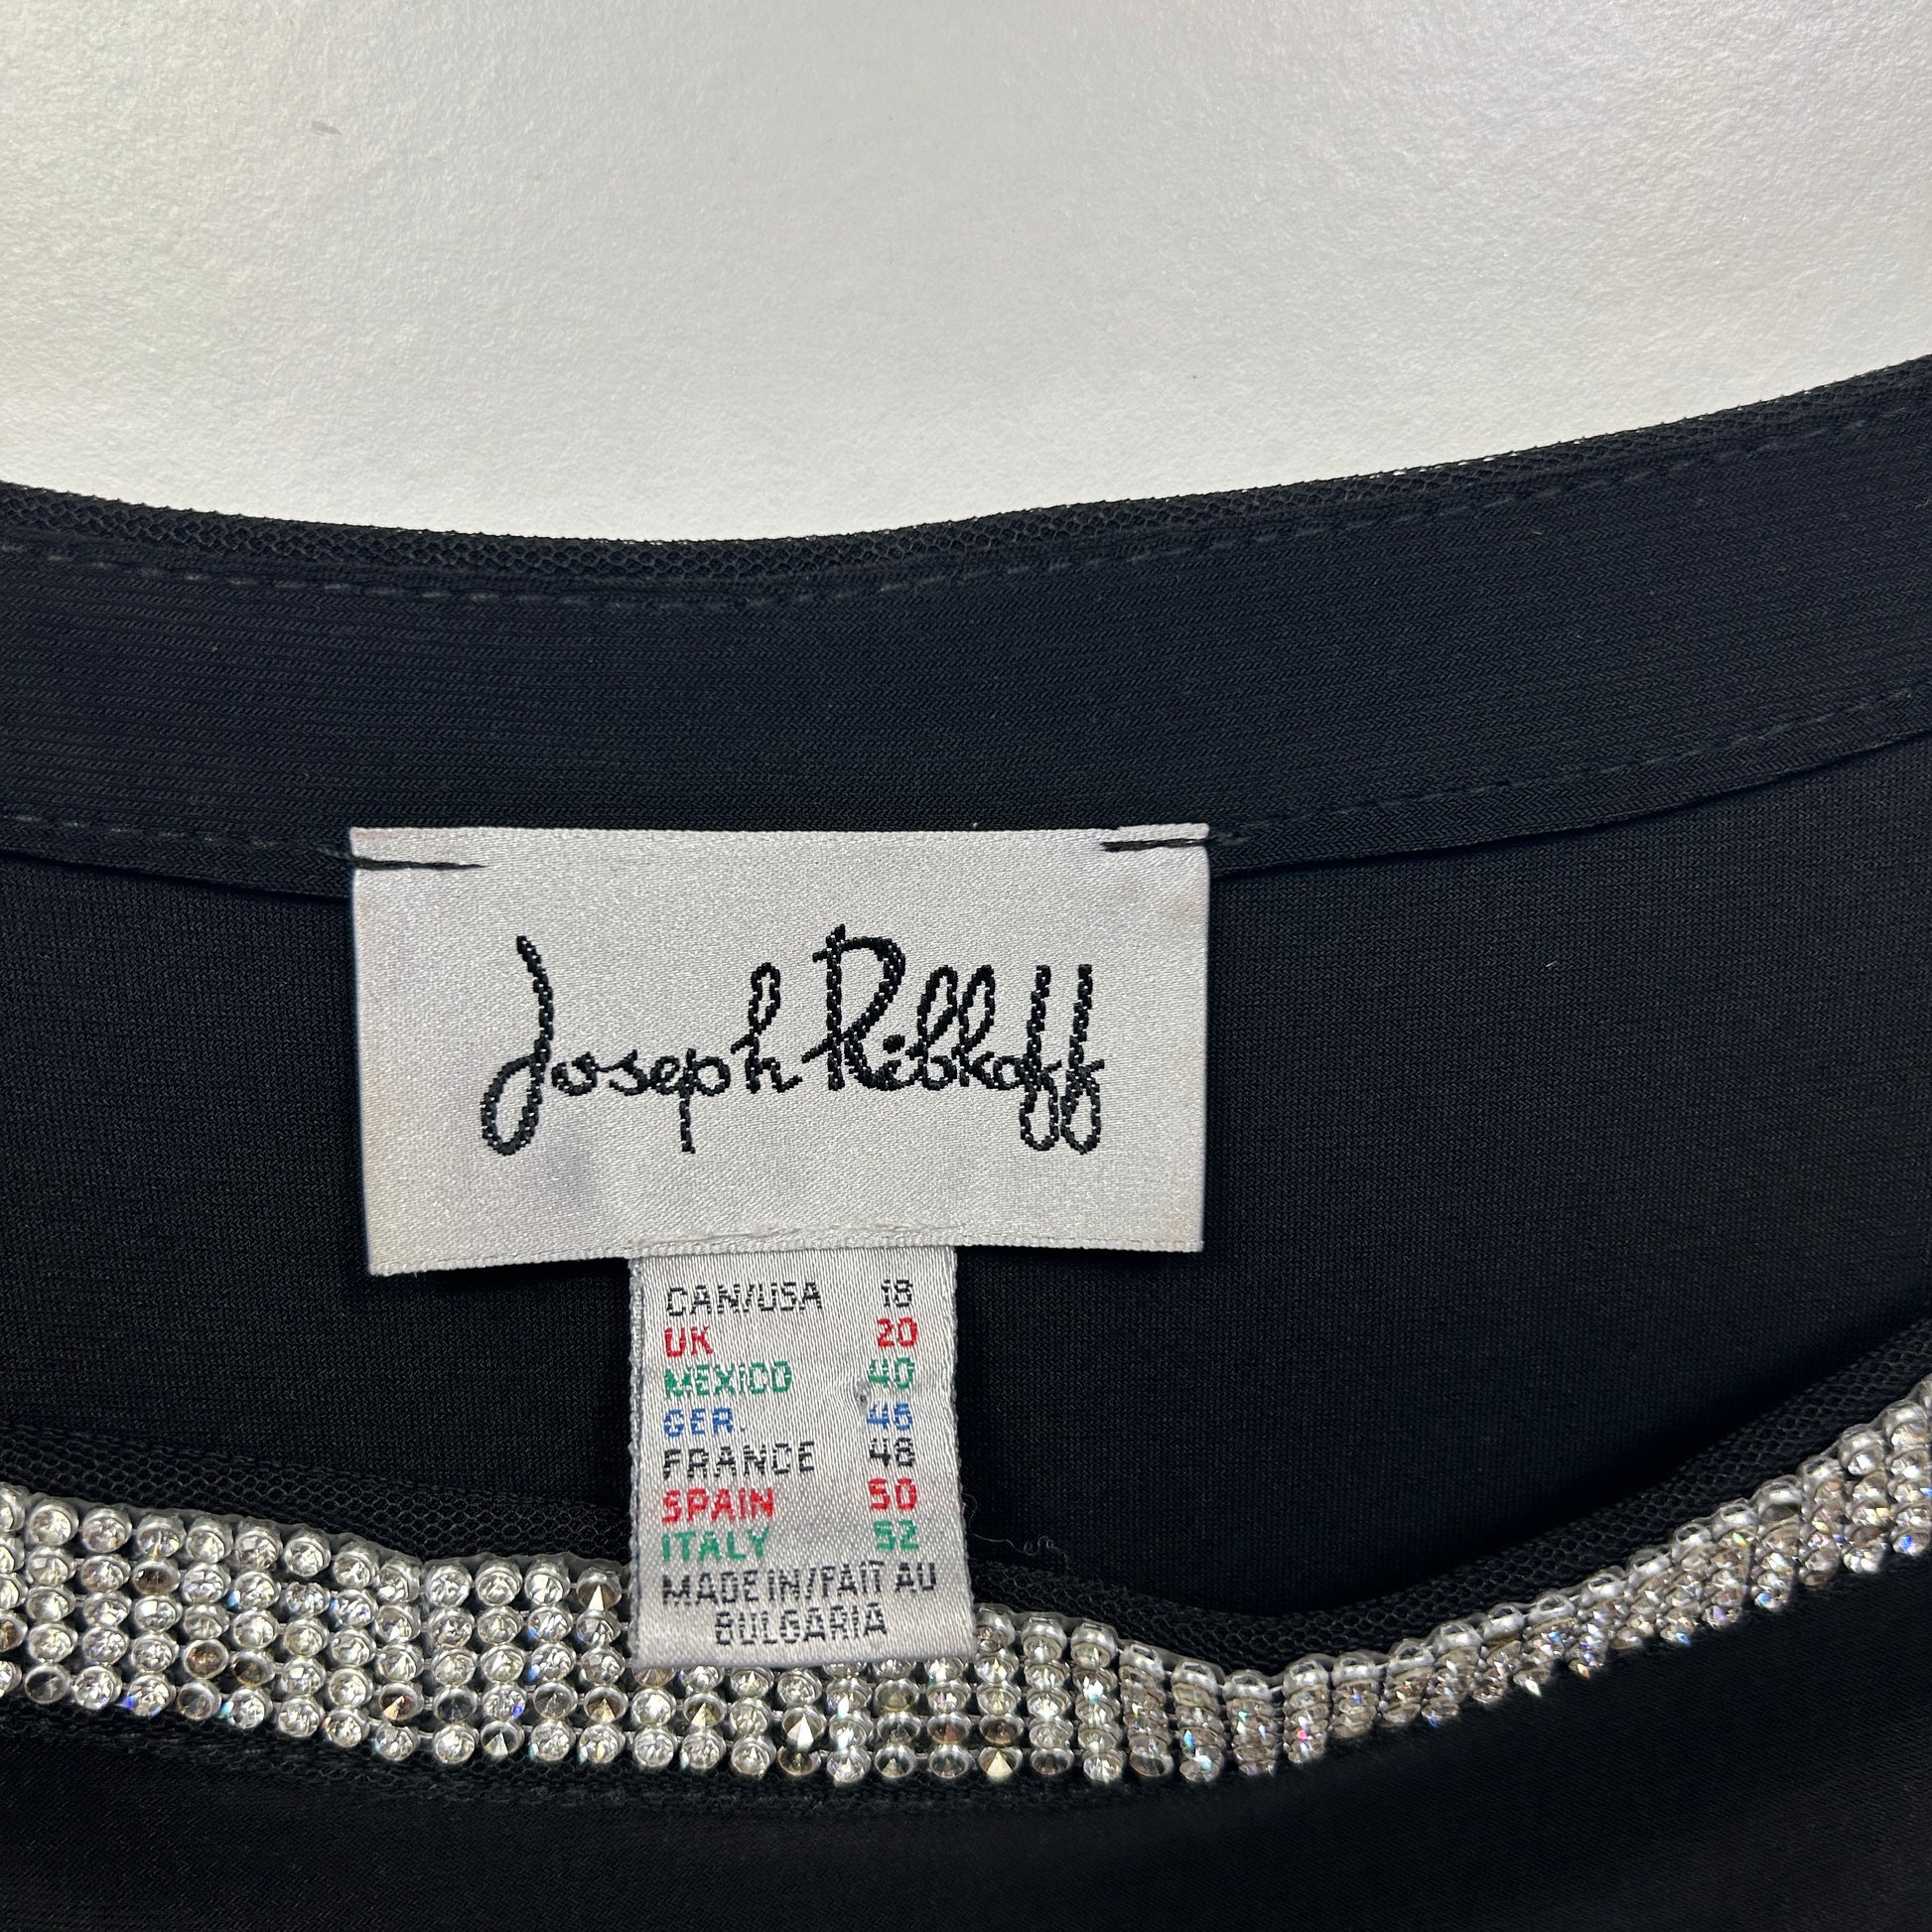 Joseph Ribkoff
CAN/USA 18
UK 20
MEXICO 40
GER. 46
FRANCE 48
SPAIN 50
ITALY 52
MADE IN/FAIT AU
BULGARIA